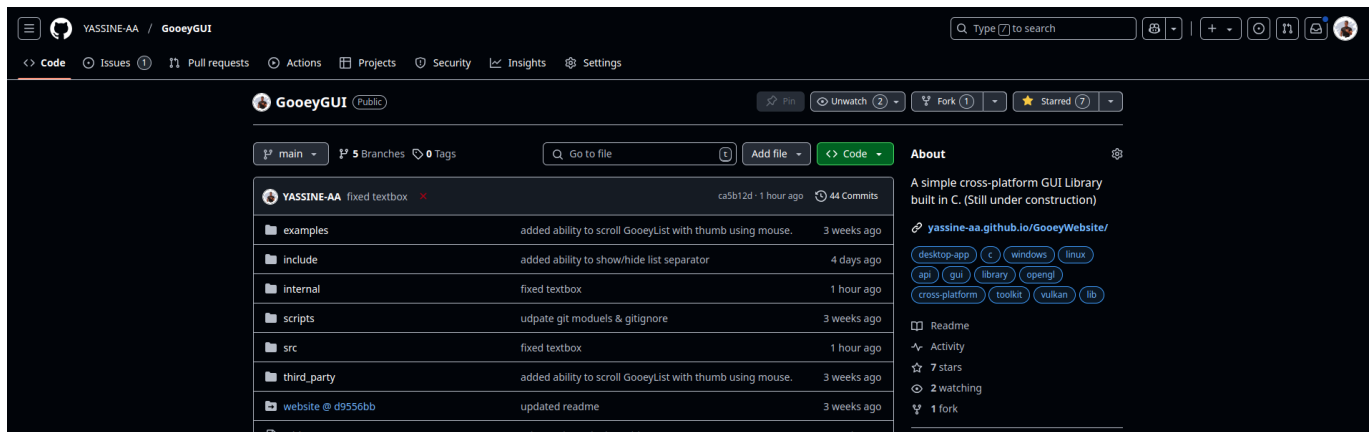 YASSINE-AA / GooeyGUI
Type / to search
Code Issues 1 Pull requests Actions Projects Security Insights Settings
GooeyGUI Public
Pin Unwatch 2 Fork 1 Starred 7
main 5 Branches 0 Tags
Go to file t Add file Code
YASSINE-AA fixed textbox ca5b12d · 1 hour ago 44 Commits
examples added ability to scroll GooeyList with thumb using mouse. 3 weeks ago
include added ability to show/hide list separator 4 days ago
internal fixed textbox 1 hour ago
scripts udpate git moduels & gitignore 3 weeks ago
src fixed textbox 1 hour ago
third_party added ability to scroll GooeyList with thumb using mouse. 3 weeks ago
website @ d9556bb updated readme 3 weeks ago
About
A simple cross-platform GUI Library
built in C. (Still under construction)
yassine-aa.github.io/GooeyWebsite/
desktop-app c windows linux
api gui library opengl
cross-platform toolkit vulkan lib
Readme
Activity
7 stars
2 watching
1 fork